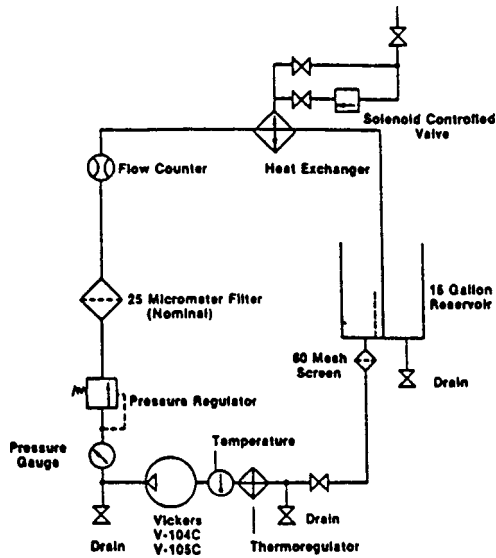 Solenoid Controlled
Valve
Flow Counter
Heat Exchanger
25 Micrometer Filter
(Nominal)
15 Gallon
Reservoir
60 Mesh
Screen
Drain
Pressure Regulator
Temperature
Pressure
Gauge
Drain
Vickers
V-104C
V-105C
Drain
Thermoregulator